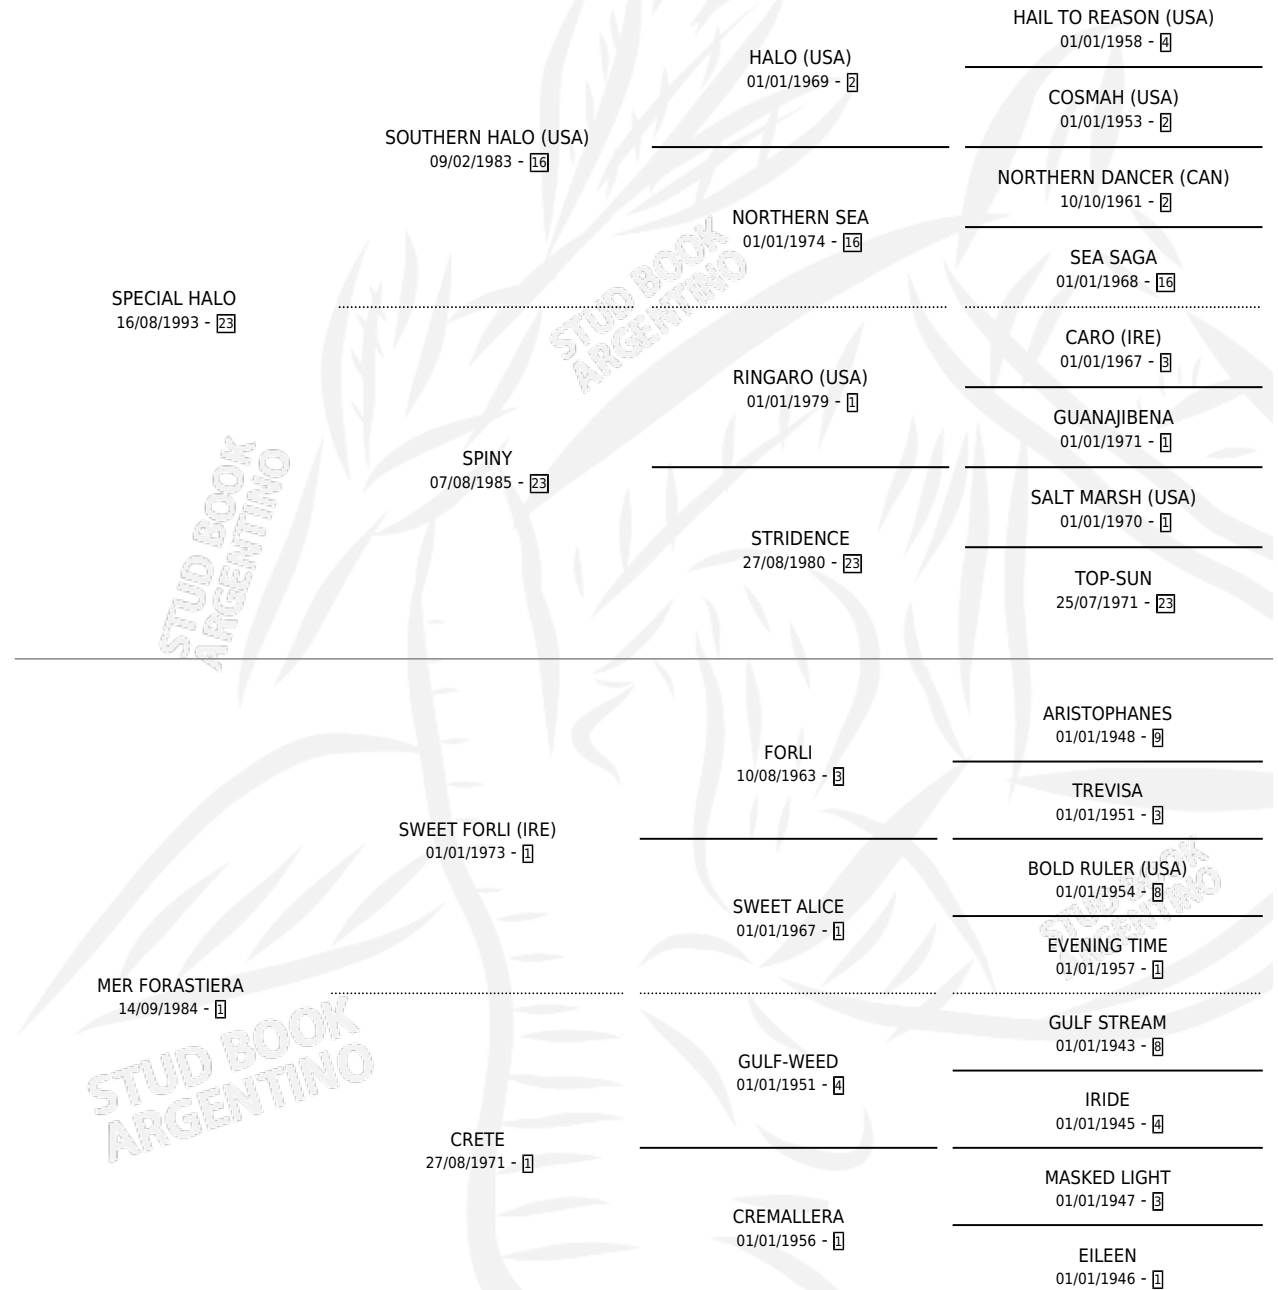 HAIL TO REASON (USA)
01/01/1958 - 4
HALO (USA)
01/01/1969 - 2
COSMAH (USA)
01/01/1953 - 2
SOUTHERN HALO (USA)
09/02/1983 - 16
NORTHERN DANCER (CAN)
10/10/1961 - 2
NORTHERN SEA
01/01/1974 - 16
SEA SAGA
01/01/1968 - 16
SPECIAL HALO
16/08/1993 - 23
CARO (IRE)
01/01/1967 - 3
RINGARO (USA)
01/01/1979 - 1
GUANAJIBENA
01/01/1971 - 1
SPINY
07/08/1985 - 23
SALT MARSH (USA)
01/01/1970 - 1
STRIDENCE
27/08/1980 - 23
TOP-SUN
25/07/1971 - 23
STUD BOOK
ARGENTINO
STUD BOOK
ARGENTINO
ARISTOPHANES
01/01/1948 - 9
FORLI
10/08/1963 - 3
TREVISA
01/01/1951 - 3
SWEET FORLI (IRE)
01/01/1973 - 1
BOLD RULER (USA)
01/01/1954 - 8
SWEET ALICE
01/01/1967 - 1
EVENING TIME
01/01/1957 - 1
STUD BOOK
ARGENTINO
MER FORASTIERA
14/09/1984 - 1
GULF STREAM
01/01/1943 - 8
GULF-WEED
01/01/1951 - 4
IRIDE
01/01/1945 - 4
STUD BOOK
ARGENTINO
CRETE
27/08/1971 - 1
MASKED LIGHT
01/01/1947 - 3
CREMALLERA
01/01/1956 - 1
EILEEN
01/01/1946 - 1